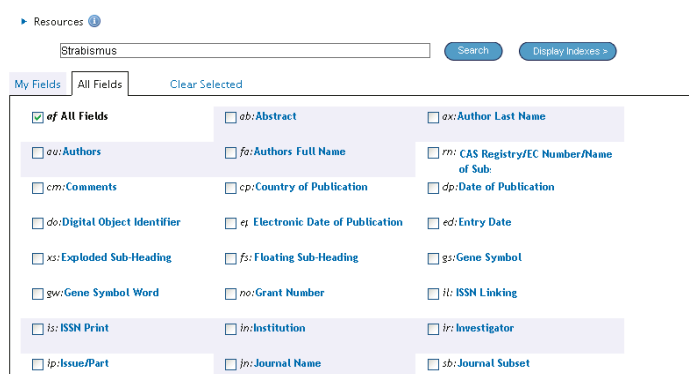 Resources
Strabismus Search Display Indexes >
My Fields All Fields Clear Selected
af All Fields ab:Abstract ax:Author Last Name
au:Authors fa:Authors Full Name rn: CAS Registry/EC Number/Name
of Sub:
cm:Comments cp:Country of Publication dp:Date of Publication
do:Digital Object Identifier Electronic Date of Publication ed:Entry Date
xs:Exploded Sub-Heading fs:Floating Sub-Heading gs:Gene Symbol
gw:Gene Symbol Word no:Grant Number il: ISSN Linking
is:ISSN Print in:Institution ir:Investigator
ip:Issue/Part jn:Journal Name sb:Journal Subset